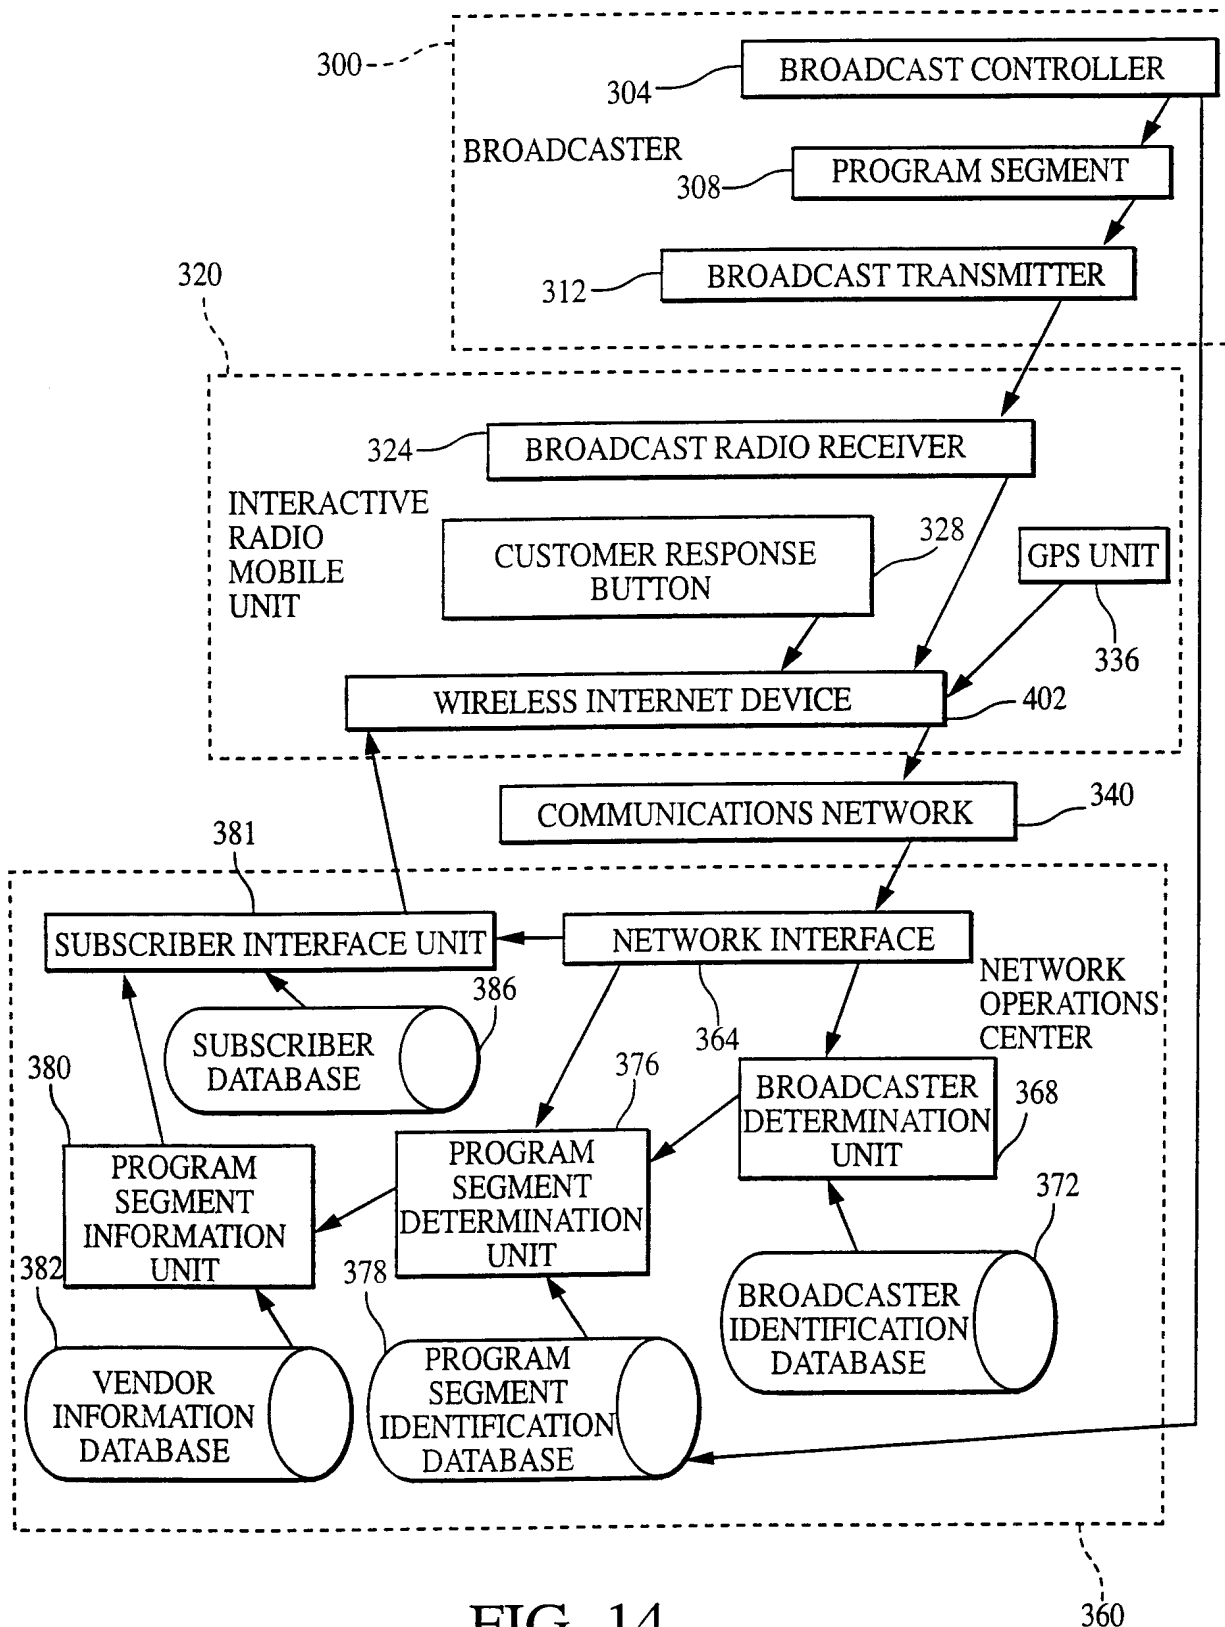 300
BROADCAST CONTROLLER
304
BROADCASTER
PROGRAM SEGMENT
308
320
BROADCAST TRANSMITTER
312
BROADCAST RADIO RECEIVER
324
INTERACTIVE
RADIO
MOBILE
UNIT
CUSTOMER RESPONSE
BUTTON
328
GPS UNIT
336
WIRELESS INTERNET DEVICE
402
COMMUNICATIONS NETWORK
340
381
SUBSCRIBER INTERFACE UNIT
NETWORK INTERFACE
364
NETWORK
OPERATIONS
CENTER
SUBSCRIBER
DATABASE
386
380
376
BROADCASTER
DETERMINATION
UNIT
368
PROGRAM
SEGMENT
INFORMATION
UNIT
PROGRAM
SEGMENT
DETERMINATION
UNIT
372
382
378
BROADCASTER
IDENTIFICATION
DATABASE
VENDOR
INFORMATION
DATABASE
PROGRAM
SEGMENT
IDENTIFICATION
DATABASE
360
FIG. 14